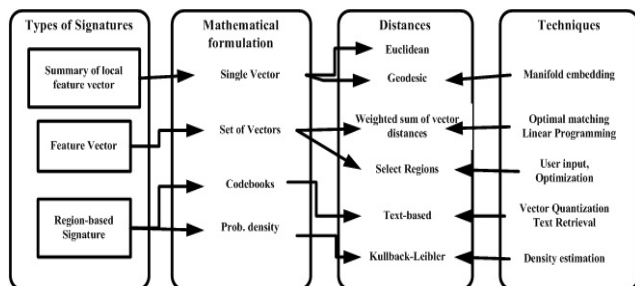 Types of Signatures
Summary of local
feature vector
Feature Vector
Region-based
Signature
Mathematical
formulation
Single Vector
Set of Vectors
Codebooks
Prob. density
Distances
Euclidean
Geodesic
Weighted sum of vector
distances
Select Regions
Text-based
Kullback-Leibler
Techniques
Manifold embedding
Optimal matching
Linear Programming
User input,
Optimization
Vector Quantization
Text Retrieval
Density estimation